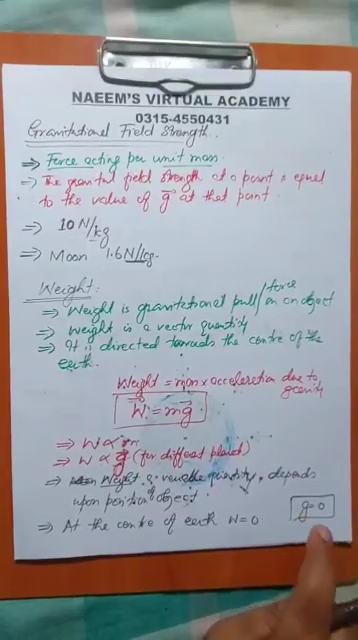 NAEEM'S VIRTUAL ACADEMY
0315-4550431
Gravitational Field Strength.
⇒ Force acting per unit mass.
⇒ The gravital field strength at a point is equal
to the value of g⃗ at that point.
⇒ 10 N/kg
⇒ Moon 1.6 N/kg.
Weight:
⇒ Weight is gravitational pull/force on an object
⇒ Weight is a vector quantity
⇒ It is directed towards the centre of the
earth.
Weight = mass x acceleration due to
gravity
W⃗ = mg⃗
⇒ W ∝ m
⇒ W ∝ g⃗ (for different planet)
⇒ Weight is variable quantity, depends
upon position of object.
⇒ At the centre of earth W=0
g=0